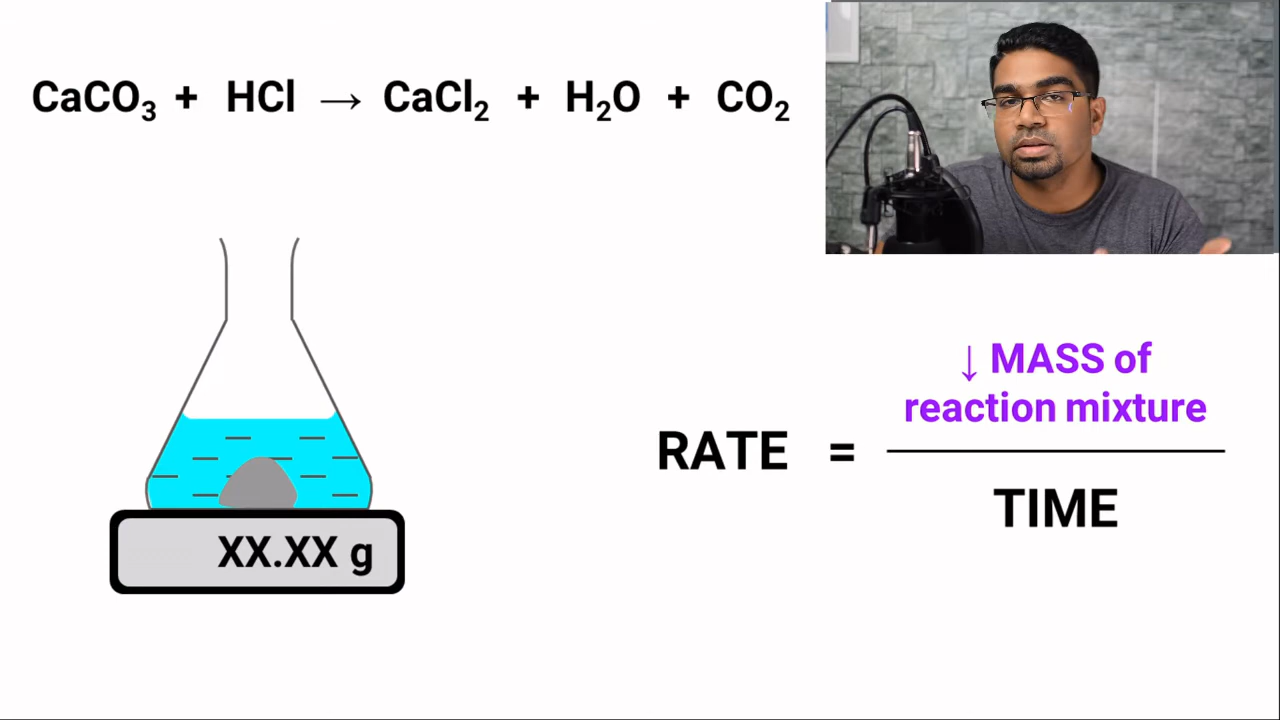 CaCO₃ + HCl → CaCl₂ + H₂O + CO₂
↓ MASS of
reaction mixture
RATE =
TIME
XX.XX g